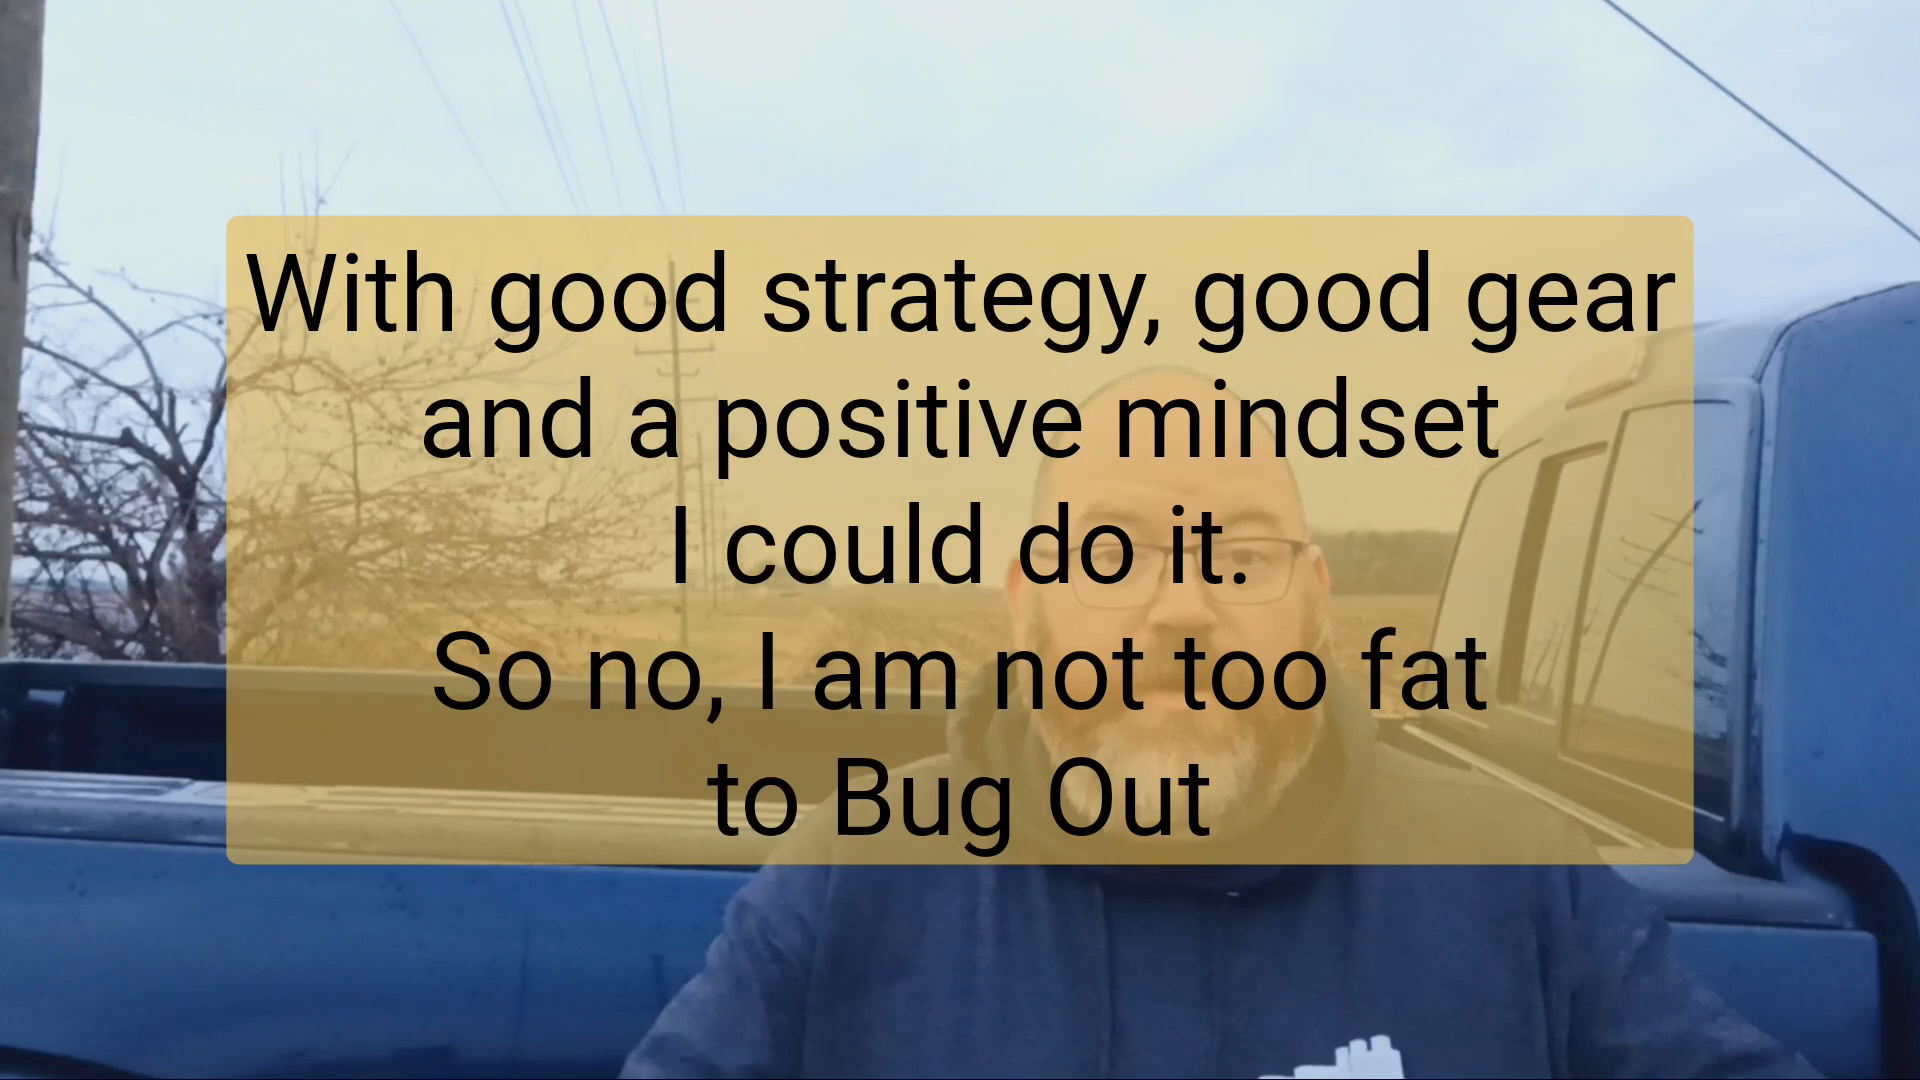 With good strategy, good gear
and a positive mindset
I could do it.
So no, I am not too fat
to Bug Out